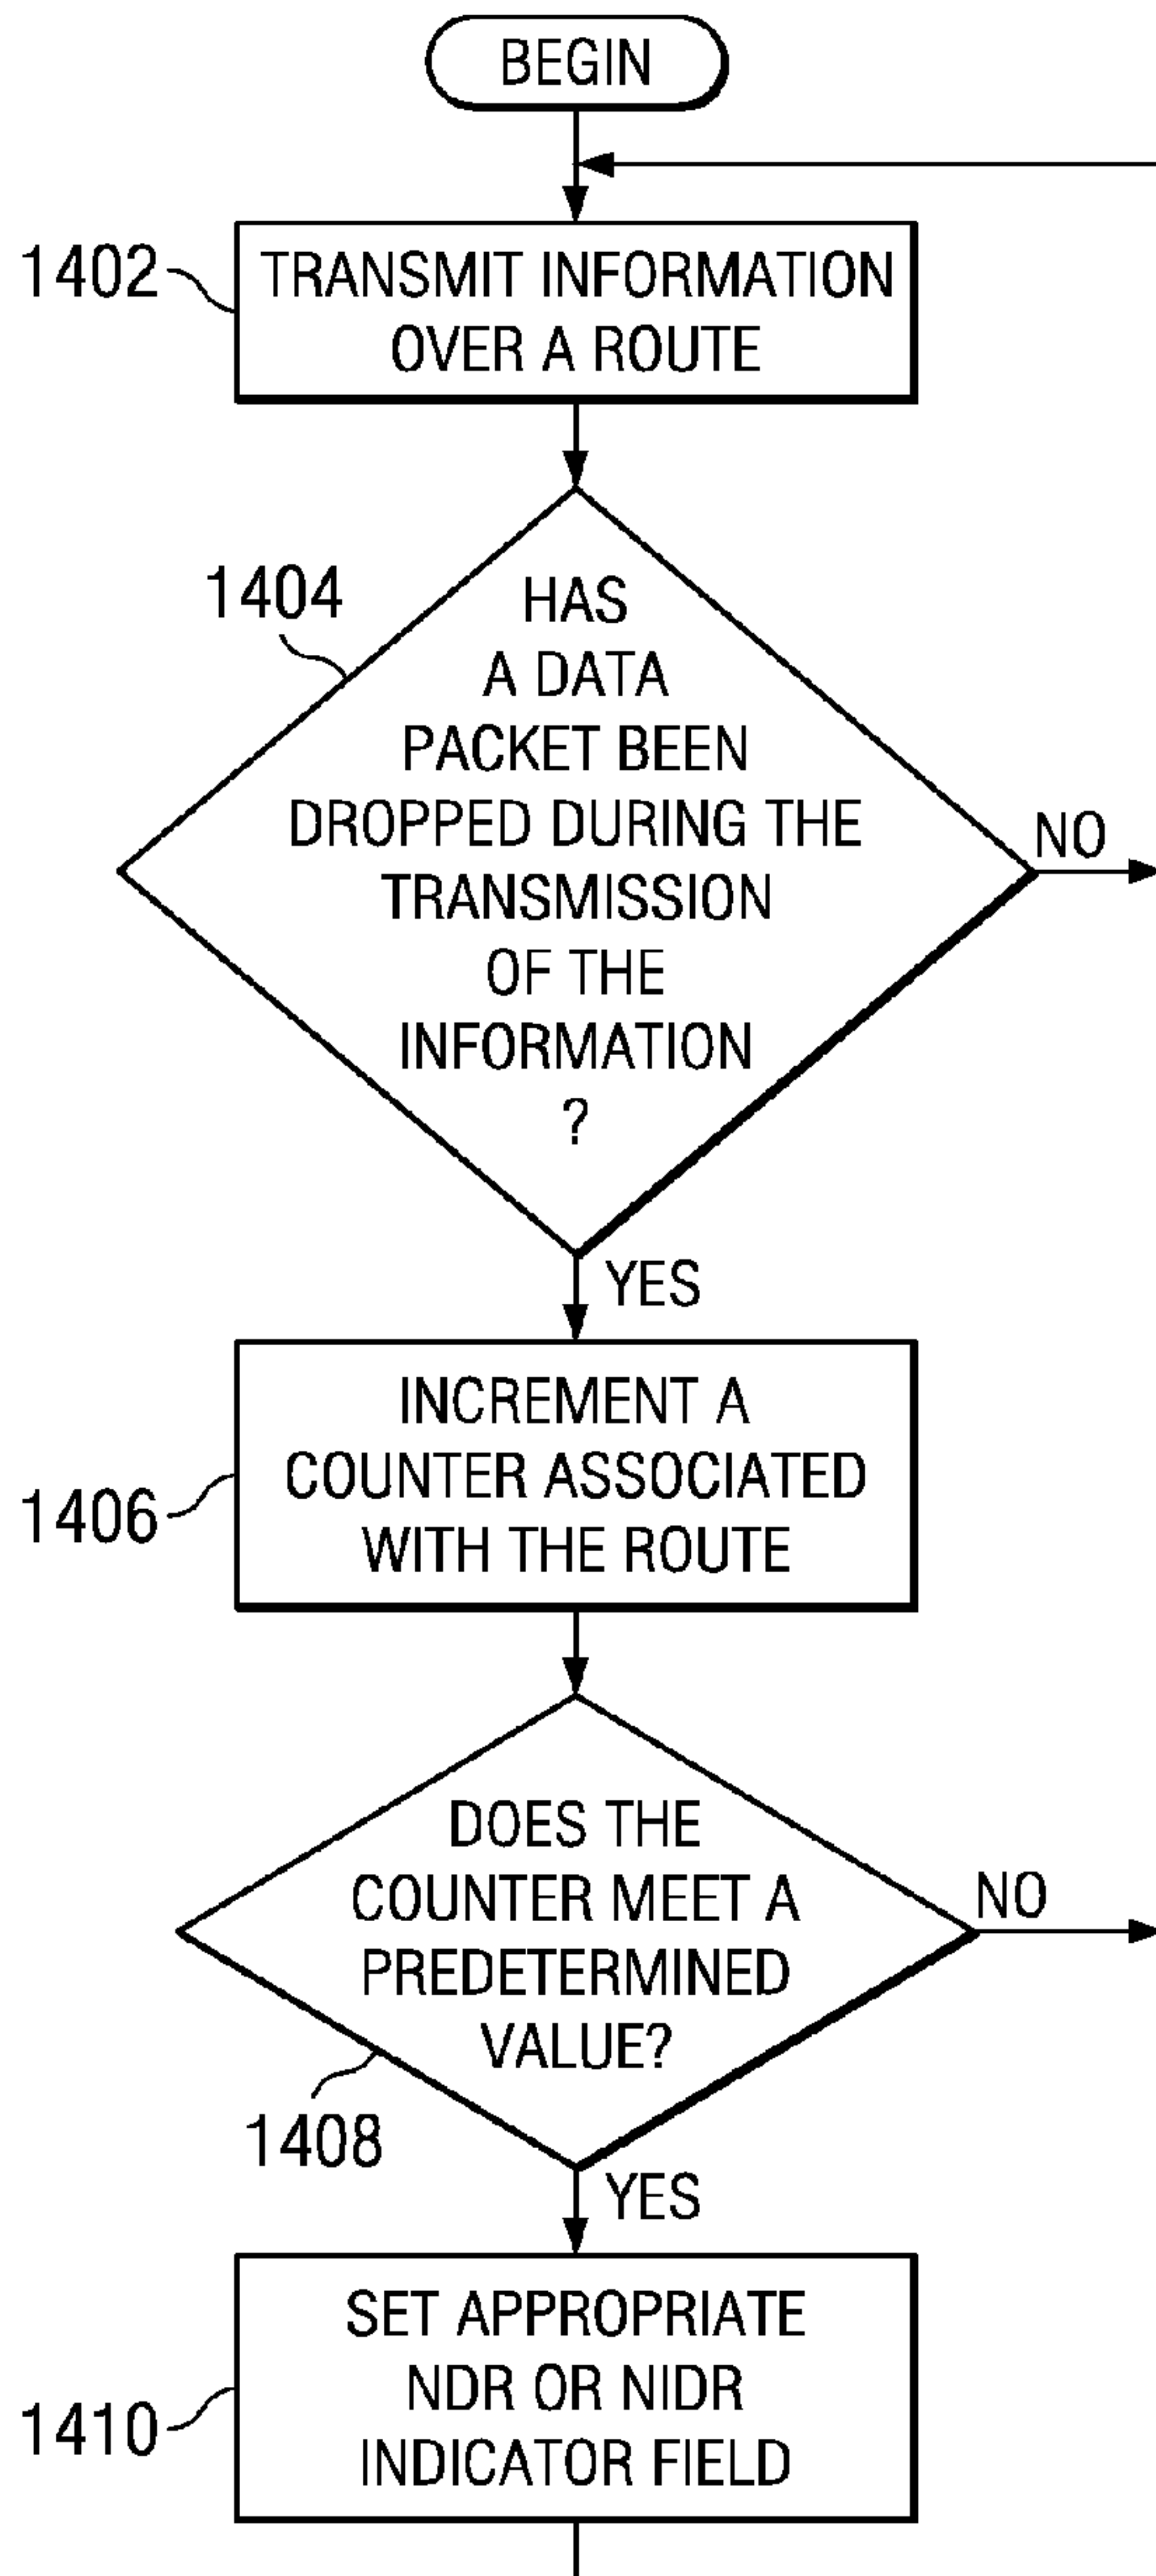 BEGIN
1402
TRANSMIT INFORMATION
OVER A ROUTE
1404
HAS
A DATA
PACKET BEEN
DROPPED DURING THE
TRANSMISSION
OF THE
INFORMATION
?
NO
YES
1406
INCREMENT A
COUNTER ASSOCIATED
WITH THE ROUTE
DOES THE
COUNTER MEET A
PREDETERMINED
VALUE?
NO
1408
YES
1410
SET APPROPRIATE
NDR OR NIDR
INDICATOR FIELD